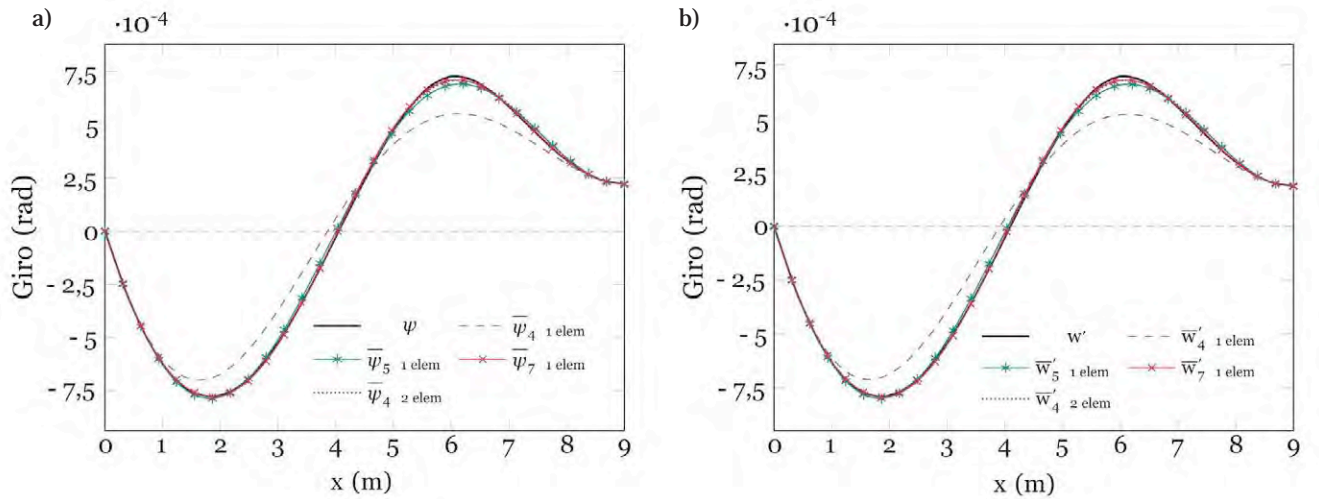 a)
·10⁻⁴
7,5
5
2,5
0
- 2,5
-5
- 7,5
Giro (rad)
0 1 2 3 4 5 6 7 8 9
x (m)
ψ
ψ̅₄ 1 elem
ψ̅₅ 1 elem
ψ̅₇ 1 elem
ψ̅₄ 2 elem
b)
·10⁻⁴
7,5
5
2,5
0
- 2,5
-5
- 7,5
Giro (rad)
0 1 2 3 4 5 6 7 8 9
x (m)
w′
w̅₄′ 1 elem
w̅₅′ 1 elem
w̅₇′ 1 elem
w̅₄′ 2 elem